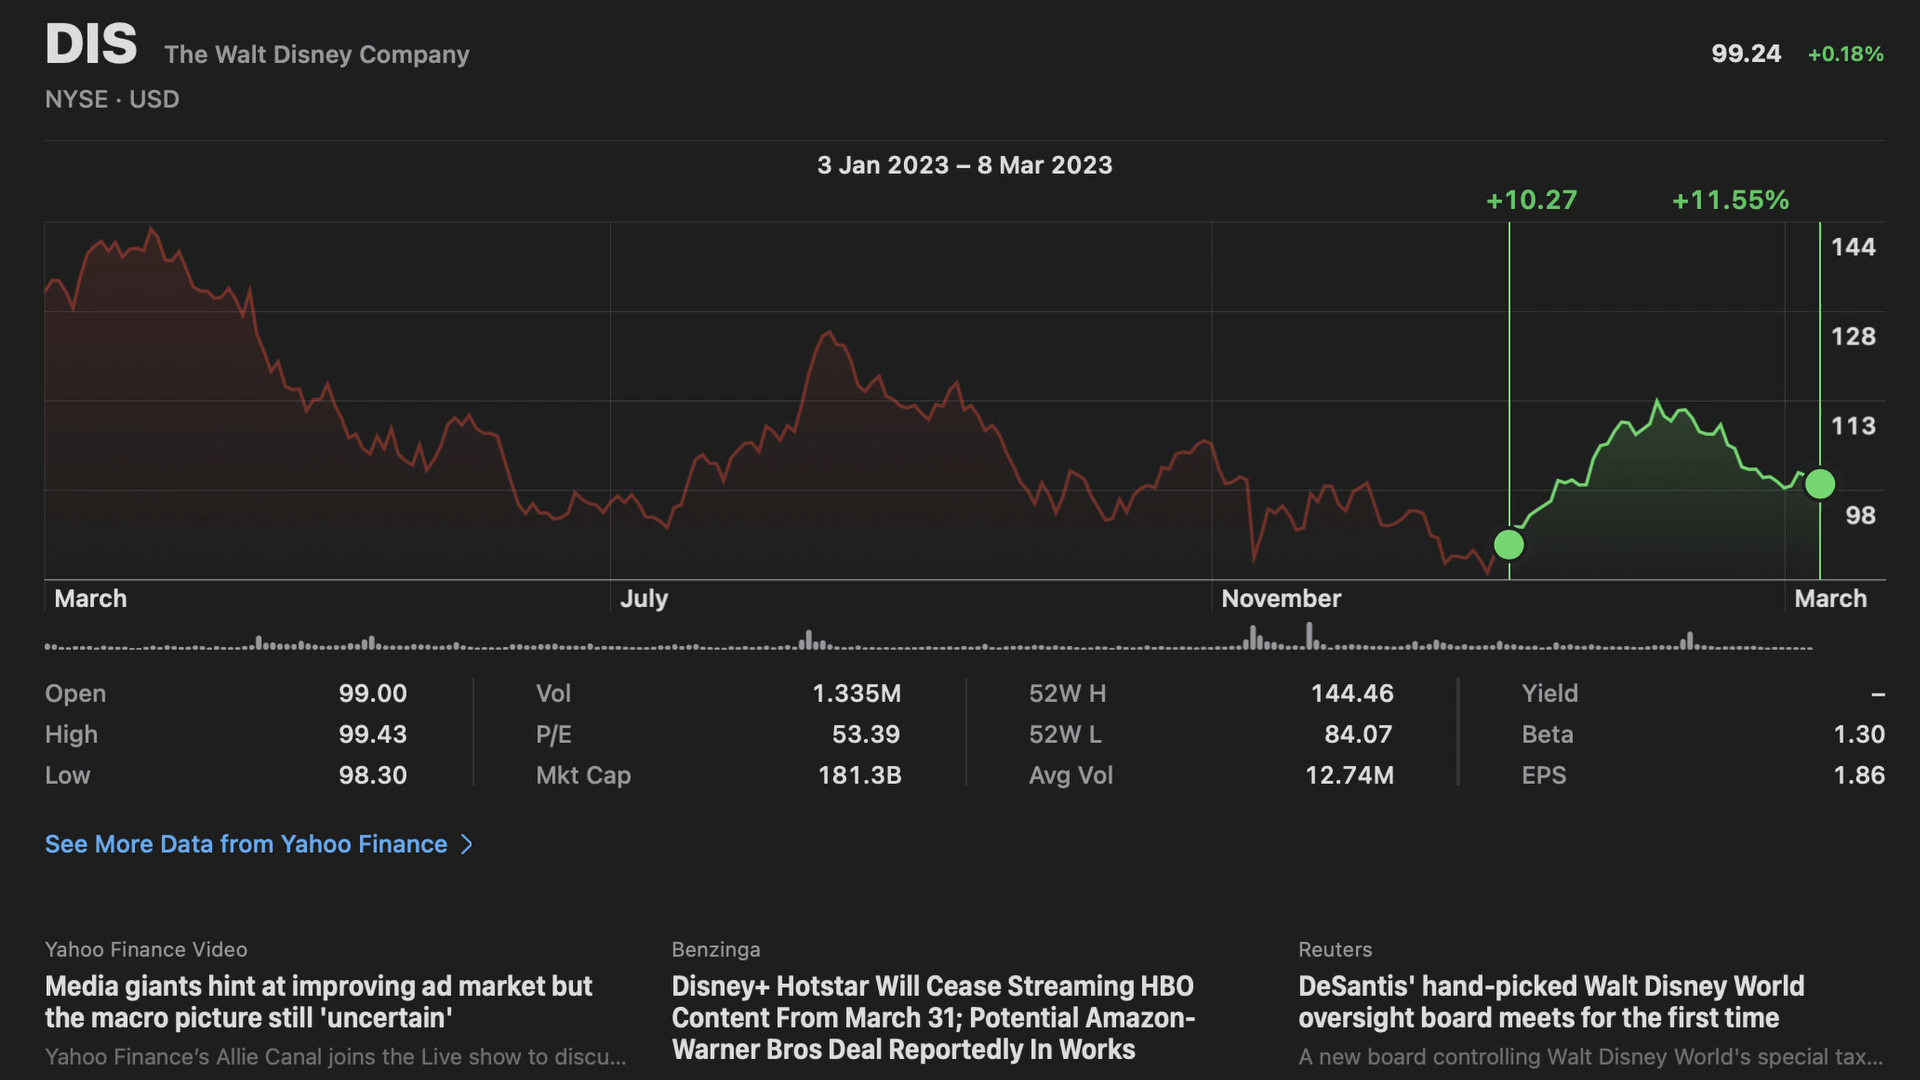 DIS The Walt Disney Company 99.24 +0.18%
NYSE · USD
3 Jan 2023 – 8 Mar 2023
+10.27 +11.55%
144
128
113
98
March July November March
Open 99.00 Vol 1.335M 52W H 144.46 Yield –
High 99.43 P/E 53.39 52W L 84.07 Beta 1.30
Low 98.30 Mkt Cap 181.3B Avg Vol 12.74M EPS 1.86
See More Data from Yahoo Finance >
Yahoo Finance Video
Media giants hint at improving ad market but
the macro picture still 'uncertain'
Yahoo Finance’s Allie Canal joins the Live show to discu...
Benzinga
Disney+ Hotstar Will Cease Streaming HBO
Content From March 31; Potential Amazon-
Warner Bros Deal Reportedly In Works
Reuters
DeSantis' hand-picked Walt Disney World
oversight board meets for the first time
A new board controlling Walt Disney World's special tax...